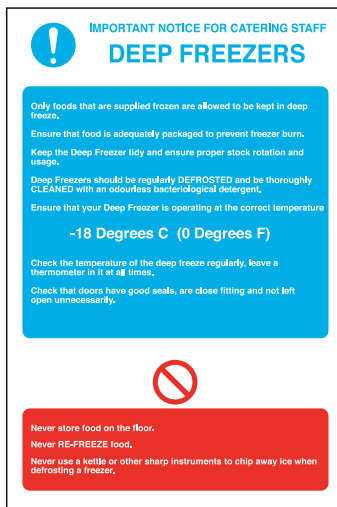 IMPORTANT NOTICE FOR CATERING STAFF
DEEP FREEZERS
Only foods that are supplied frozen are allowed to be kept in deep
freeze.
Ensure that food is adequately packaged to prevent freezer burn.
Keep the Deep Freezer tidy and ensure proper stock rotation and
usage.
Deep Freezers should be regularly DEFROSTED and be thoroughly
CLEANED with an odourless bacteriological detergent.
Ensure that your Deep Freezer is operating at the correct temperature
-18 Degrees C (0 Degrees F)
Check the temperature of the deep freeze regularly, leave a
thermometer in it at all times.
Check that doors have good seals, are close fitting and not left
open unnecessarily.
Never store food on the floor.
Never RE-FREEZE food.
Never use a kettle or other sharp instruments to chip away ice when
defrosting a freezer.